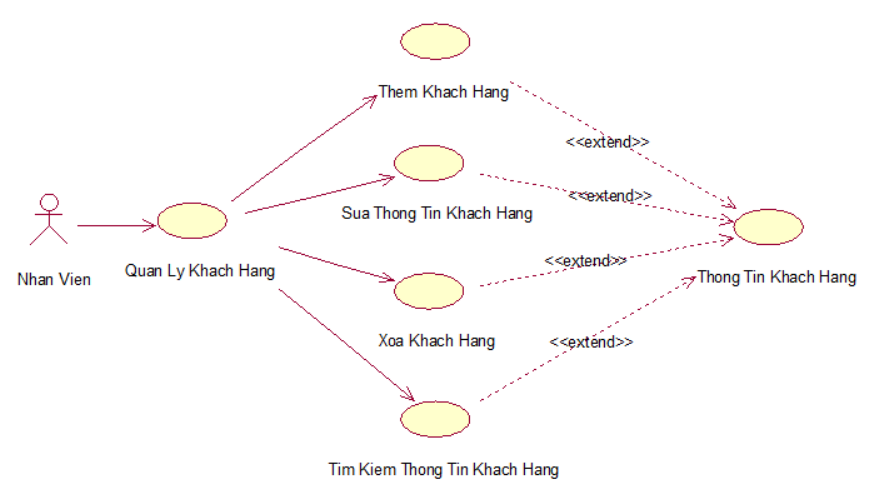 Them Khach Hang
<<extend>>
Sua Thong Tin Khach Hang
<<extend>>
Nhan Vien
Quan Ly Khach Hang
<<extend>>
Thong Tin Khach Hang
Xoa Khach Hang
<<extend>>
Tim Kiem Thong Tin Khach Hang